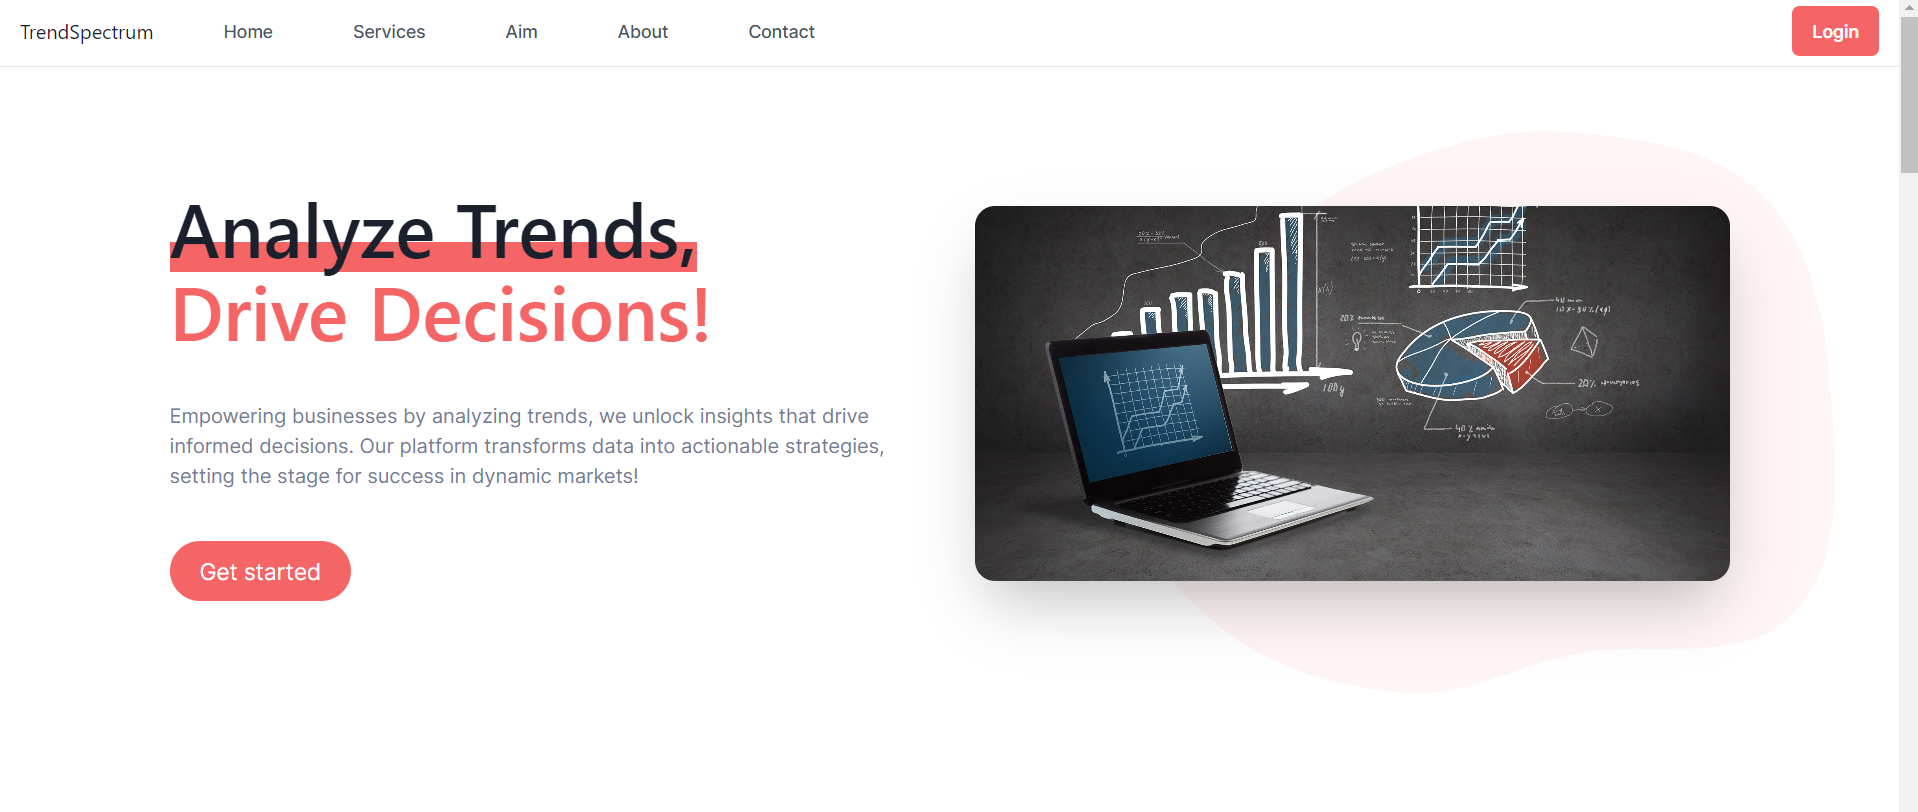 TrendSpectrum Home Services Aim About Contact Login
Analyze Trends,
Drive Decisions!
Empowering businesses by analyzing trends, we unlock insights that drive
informed decisions. Our platform transforms data into actionable strategies,
setting the stage for success in dynamic markets!
Get started